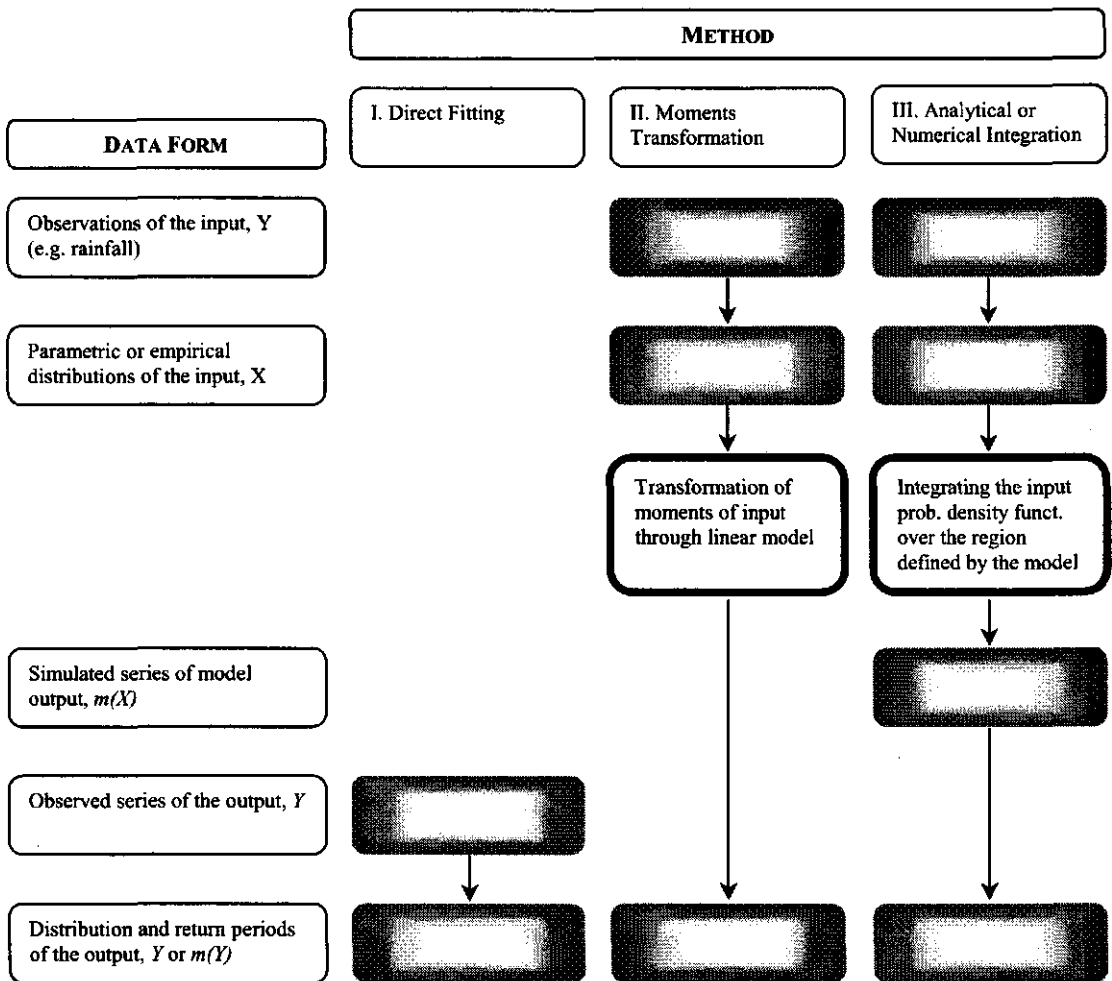 METHOD
I. Direct Fitting
II. Moments
Transformation
III. Analytical or
Numerical Integration
DATA FORM
Observations of the input, Y
(e.g. rainfall)
Parametric or empirical
distributions of the input, X
Transformation of
moments of input
through linear model
Integrating the input
prob. density funct.
over the region
defined by the model
Simulated series of model
output, m(X)
Observed series of the output, Y
Distribution and return periods
of the output, Y or m(Y)